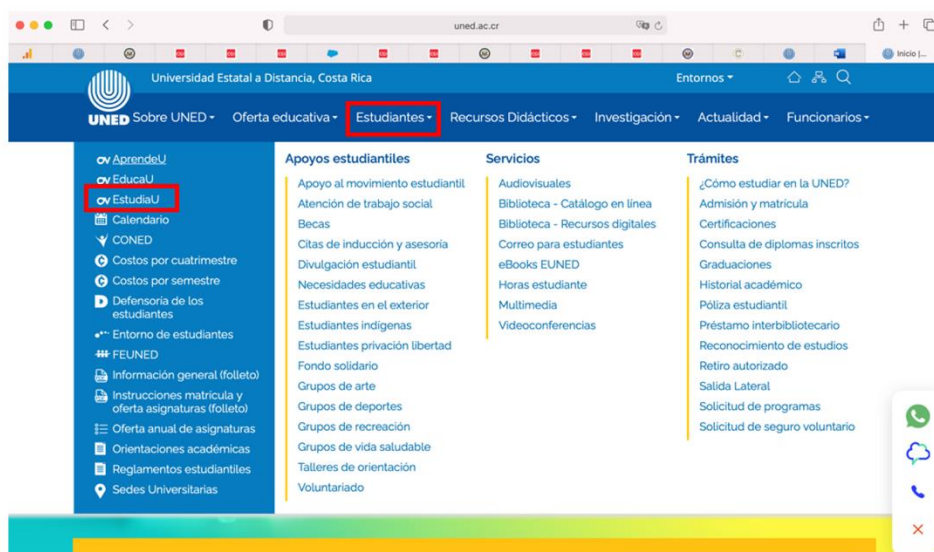 uned.ac.cr
Inicio |...
Universidad Estatal a Distancia, Costa Rica
Entornos
UNED
Sobre UNED
Oferta educativa
Estudiantes
Recursos Didácticos
Investigación
Actualidad
Funcionarios
AprendeU
EducaU
EstudiaU
Calendario
CONED
Costos por cuatrimestre
Costos por semestre
Defensoría de los
estudiantes
Entorno de estudiantes
FEUNED
Información general (folleto)
Instrucciones matrícula y
oferta asignaturas (folleto)
Oferta anual de asignaturas
Orientaciones académicas
Reglamentos estudiantiles
Sedes Universitarias
Apoyos estudiantiles
Apoyo al movimiento estudiantil
Atención de trabajo social
Becas
Citas de inducción y asesoría
Divulgación estudiantil
Necesidades educativas
Estudiantes en el exterior
Estudiantes indígenas
Estudiantes privación libertad
Fondo solidario
Grupos de arte
Grupos de deportes
Grupos de recreación
Grupos de vida saludable
Talleres de orientación
Voluntariado
Servicios
Audiovisuales
Biblioteca - Catálogo en línea
Biblioteca - Recursos digitales
Correo para estudiantes
eBooks EUNED
Horas estudiante
Multimedia
Videoconferencias
Trámites
¿Cómo estudiar en la UNED?
Admisión y matrícula
Certificaciones
Consulta de diplomas inscritos
Graduaciones
Historial académico
Póliza estudiantil
Préstamo interbibliotecario
Reconocimiento de estudios
Retiro autorizado
Salida Lateral
Solicitud de programas
Solicitud de seguro voluntario